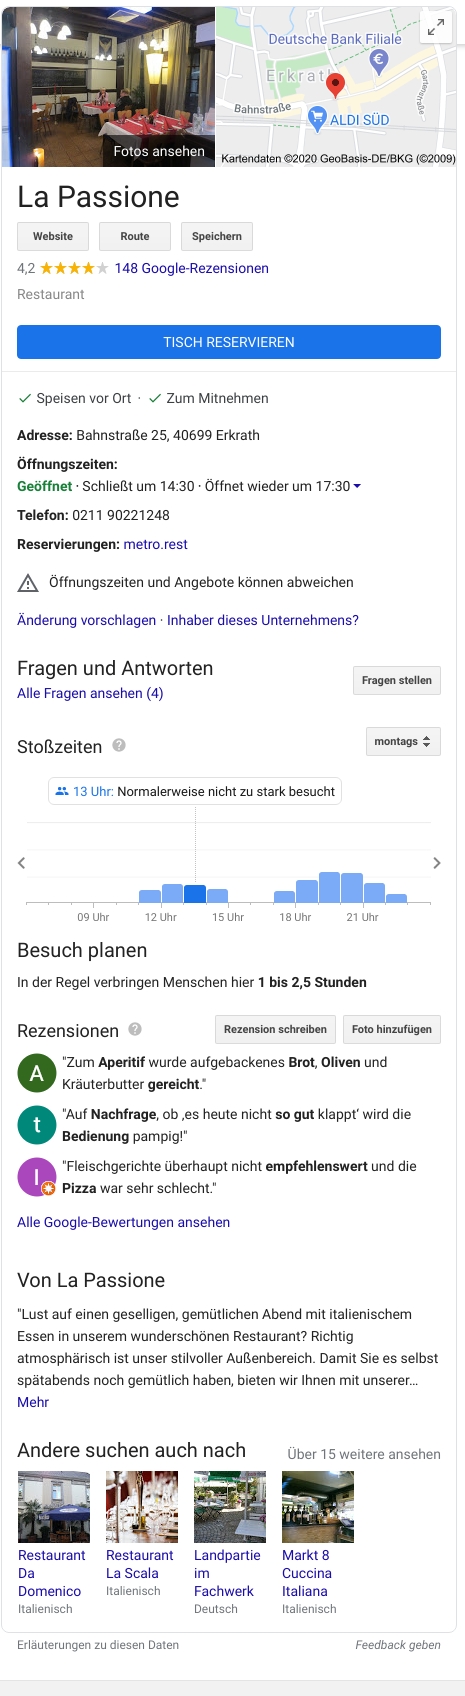 Deutsche Bank Filiale
Erkrath
Bahnstraße
Gartenstraße
ALDI SÜD
Fotos ansehen
Kartendaten ©2020 GeoBasis-DE/BKG (©2009)
La Passione
Website
Route
Speichern
4,2 148 Google-Rezensionen
Restaurant
TISCH RESERVIEREN
Speisen vor Ort · Zum Mitnehmen
Adresse: Bahnstraße 25, 40699 Erkrath
Öffnungszeiten:
Geöffnet · Schließt um 14:30 · Öffnet wieder um 17:30
Telefon: 0211 90221248
Reservierungen: metro.rest
Öffnungszeiten und Angebote können abweichen
Änderung vorschlagen · Inhaber dieses Unternehmens?
Fragen und Antworten
Fragen stellen
Alle Fragen ansehen (4)
Stoßzeiten ?
montags
13 Uhr: Normalerweise nicht zu stark besucht
09 Uhr 12 Uhr 15 Uhr 18 Uhr 21 Uhr
Besuch planen
In der Regel verbringen Menschen hier 1 bis 2,5 Stunden
Rezensionen ?
Rezension schreiben
Foto hinzufügen
A
"Zum Aperitif wurde aufgebackenes Brot, Oliven und
Kräuterbutter gereicht."
t
"Auf Nachfrage, ob ‚es heute nicht so gut klappt‘ wird die
Bedienung pampig!"
I
"Fleischgerichte überhaupt nicht empfehlenswert und die
Pizza war sehr schlecht."
Alle Google-Bewertungen ansehen
Von La Passione
"Lust auf einen geselligen, gemütlichen Abend mit italienischem
Essen in unserem wunderschönen Restaurant? Richtig
atmosphärisch ist unser stilvoller Außenbereich. Damit Sie es selbst
spätabends noch gemütlich haben, bieten wir Ihnen mit unserer…
Mehr
Andere suchen auch nach
Über 15 weitere ansehen
Restaurant
Da
Domenico
Italienisch
Restaurant
La Scala
Italienisch
Landpartie
im
Fachwerk
Deutsch
Markt 8
Cuccina
Italiana
Italienisch
Erläuterungen zu diesen Daten
Feedback geben